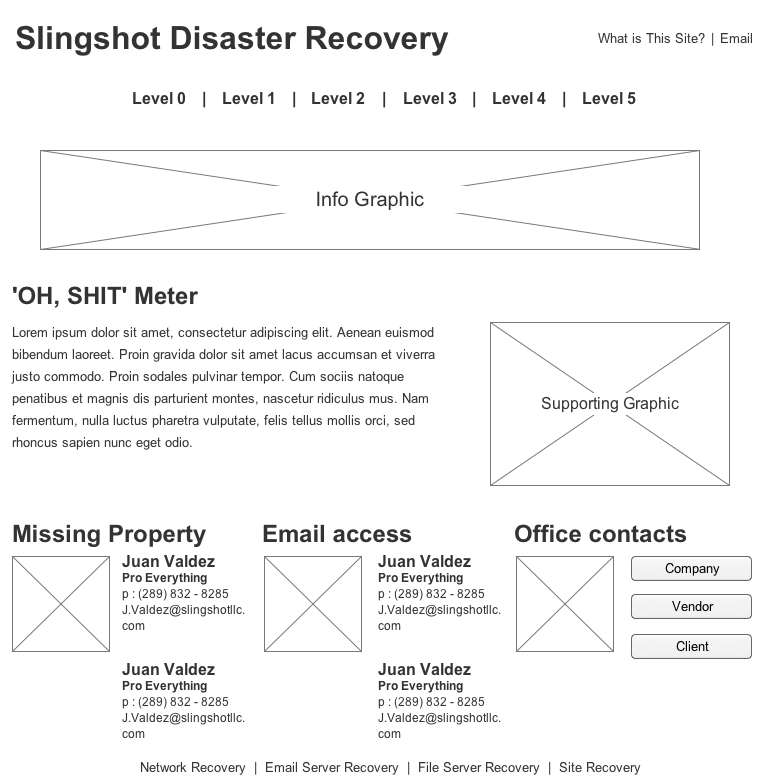 Slingshot Disaster Recovery
What is This Site? | Email
Level 0 | Level 1 | Level 2 | Level 3 | Level 4 | Level 5
Info Graphic
'OH, SHIT' Meter
Lorem ipsum dolor sit amet, consectetur adipiscing elit. Aenean euismod
bibendum laoreet. Proin gravida dolor sit amet lacus accumsan et viverra
justo commodo. Proin sodales pulvinar tempor. Cum sociis natoque
penatibus et magnis dis parturient montes, nascetur ridiculus mus. Nam
fermentum, nulla luctus pharetra vulputate, felis tellus mollis orci, sed
rhoncus sapien nunc eget odio.
Supporting Graphic
Missing Property
Juan Valdez
Pro Everything
p : (289) 832 - 8285
J.Valdez@slingshotllc.
com
Juan Valdez
Pro Everything
p : (289) 832 - 8285
J.Valdez@slingshotllc.
com
Email access
Juan Valdez
Pro Everything
p : (289) 832 - 8285
J.Valdez@slingshotllc.
com
Juan Valdez
Pro Everything
p : (289) 832 - 8285
J.Valdez@slingshotllc.
com
Office contacts
Company
Vendor
Client
Network Recovery | Email Server Recovery | File Server Recovery | Site Recovery